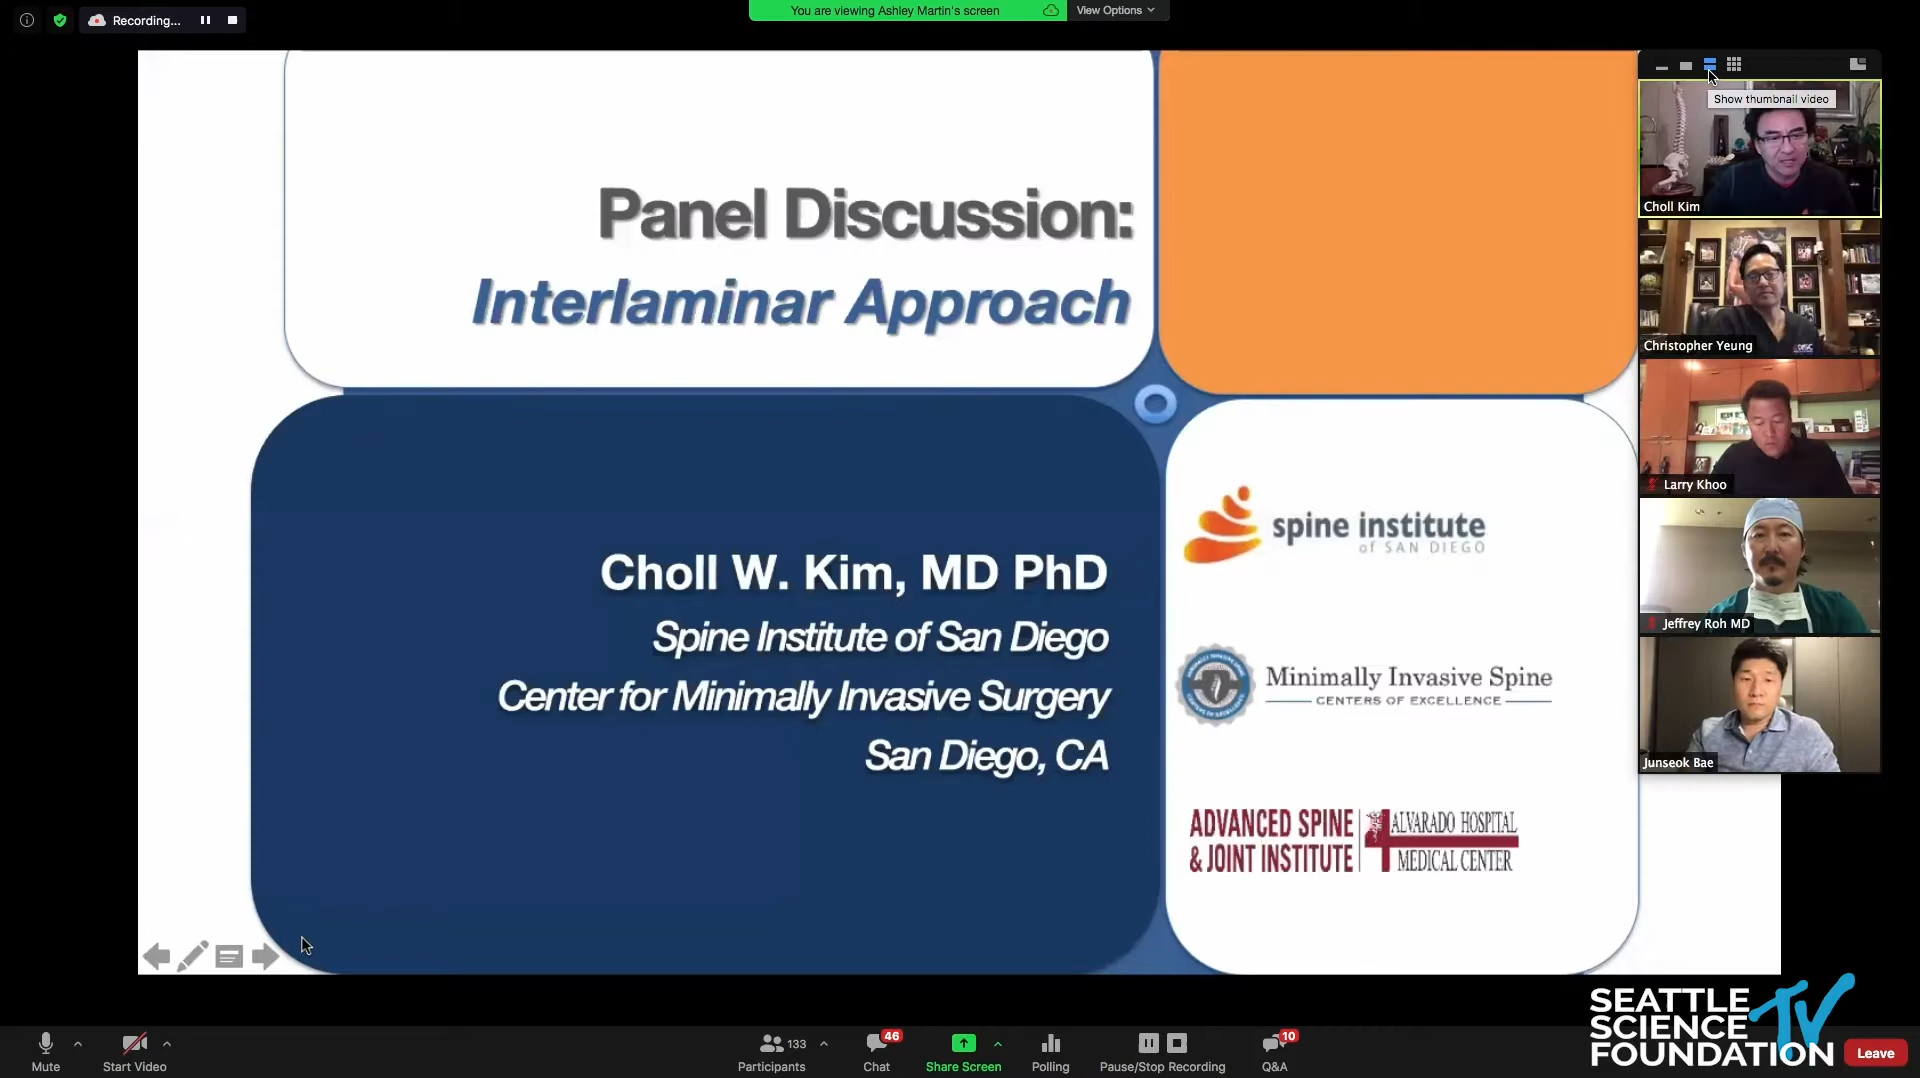 Recording...
You are viewing Ashley Martin's screen
View Options
Show thumbnail video
Choll Kim
Christopher Yeung
Larry Khoo
Jeffrey Roh MD
Junseok Bae
Panel Discussion:
Interlaminar Approach
Choll W. Kim, MD PhD
Spine Institute of San Diego
Center for Minimally Invasive Surgery
San Diego, CA
spine institute
of SAN DIEGO
Minimally Invasive Spine
CENTERS OF EXCELLENCE
ADVANCED SPINE
& JOINT INSTITUTE
ALVARADO HOSPITAL
MEDICAL CENTER
SEATTLE
SCIENCE
FOUNDATION
TV
Mute
Start Video
133
Participants
46
Chat
Share Screen
Polling
Pause/Stop Recording
10
Q&A
Leave